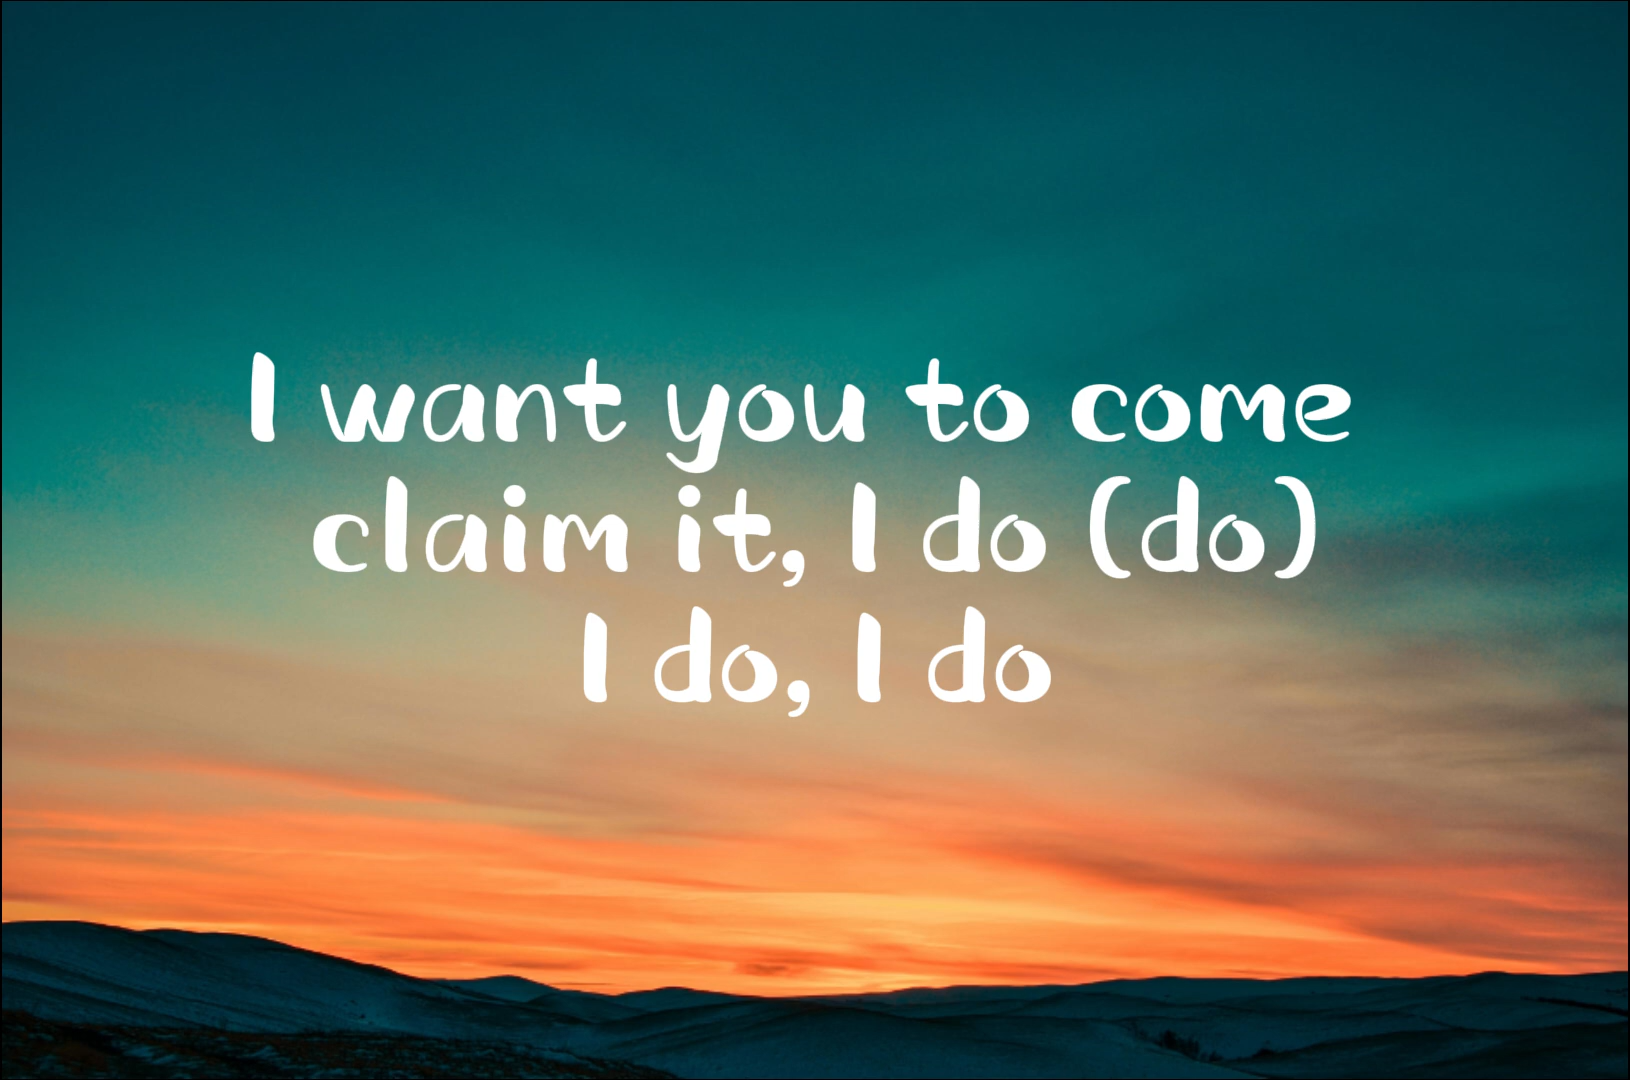 I want you to come
claim it, I do (do)
I do, I do